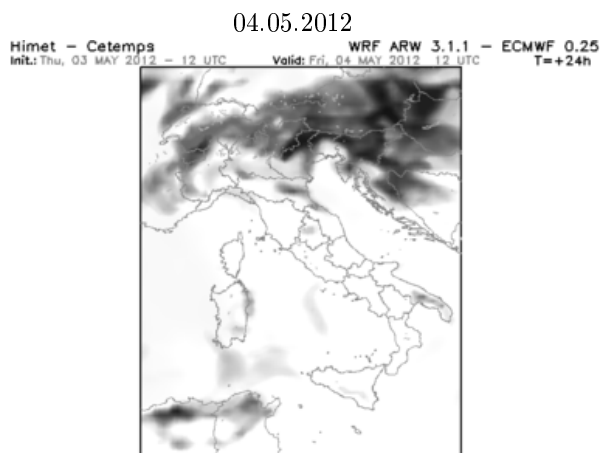 04.05.2012
Himet - Cetemps WRF ARW 3.1.1 - ECMWF 0.25
Init.: Thu, 03 MAY 2012 - 12 UTC Valid: Fri, 04 MAY 2012 12 UTC T=+24h